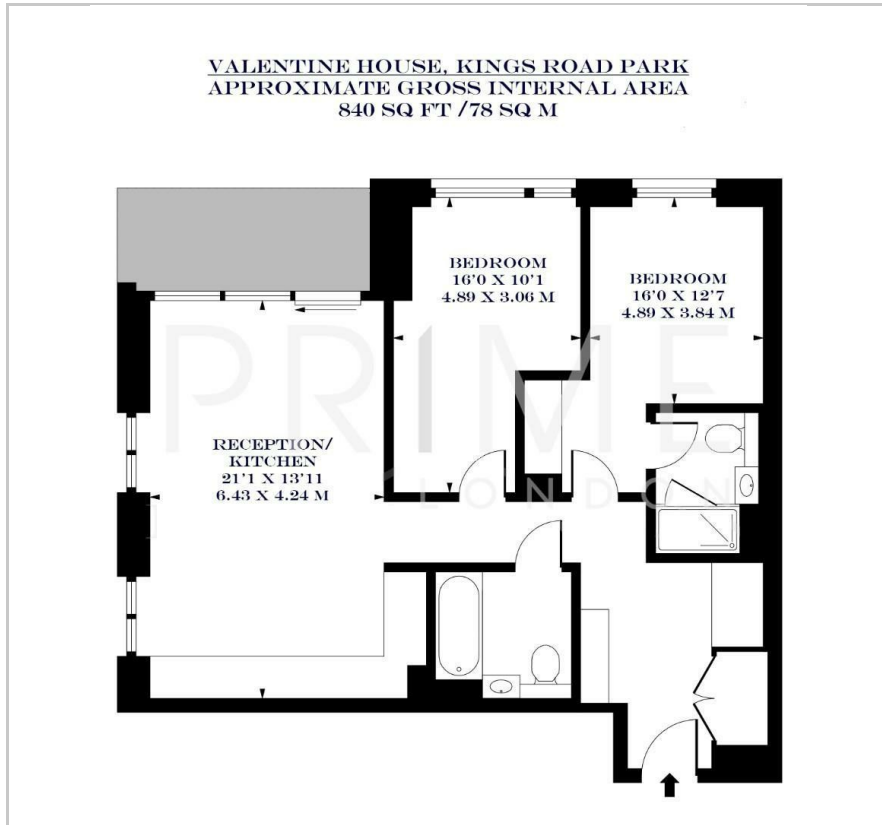 VALENTINE HOUSE, KINGS ROAD PARK
APPROXIMATE GROSS INTERNAL AREA
840 SQ FT /78 SQ M
BEDROOM
16'0 X 10'1
4.89 X 3.06 M
BEDROOM
16'0 X 12'7
4.89 X 3.84 M
PRIME
LONDON
RECEPTION/
KITCHEN
21'1 X 13'11
6.43 X 4.24 M